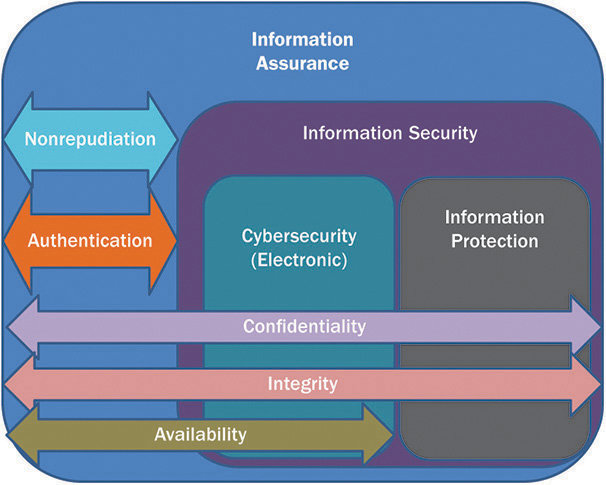 Information
Assurance
Nonrepudiation
Information Security
Authentication
Cybersecurity
(Electronic)
Information
Protection
Confidentiality
Integrity
Availability